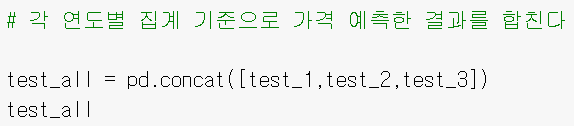 # 각 연도별 집계 기준으로 가격 예측한 결과를 합친다
test_all = pd.concat([test_1,test_2,test_3])
test_all